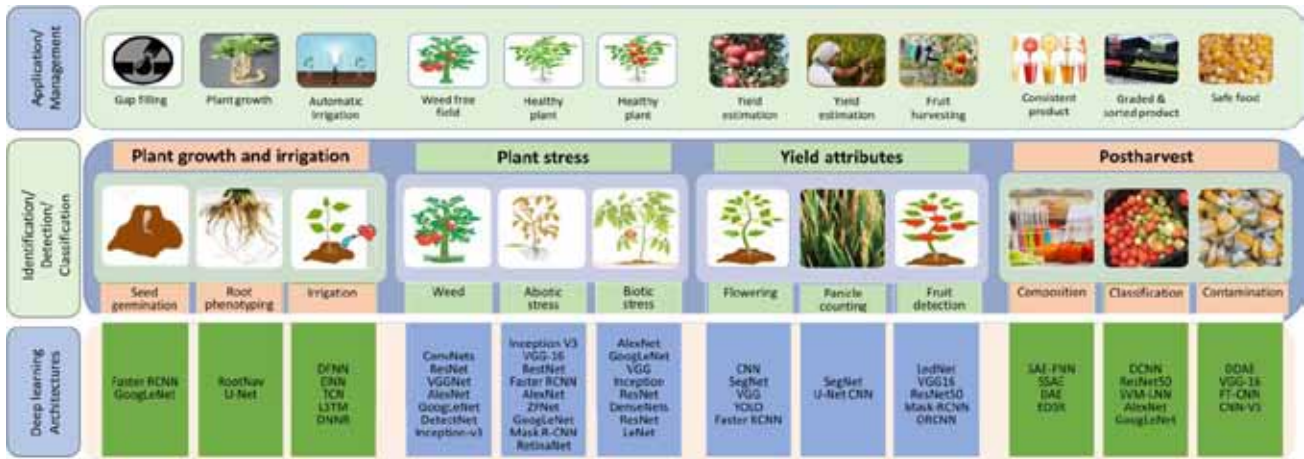 Application/
Management
Gap filling
Plant growth
Automatic
Irrigation
Weed free
field
Healthy
plant
Healthy
plant
Yield
estimation
Yield
estimation
Fruit
harvesting
Consistent
product
Graded &
sorted product
Safe food
Identification/
Detection/
Classification
Plant growth and irrigation
Plant stress
Yield attributes
Postharvest
Seed
germination
Root
phenotyping
Irrigation
Weed
Abotic
stress
Biotic
stress
Flowering
Panicle
counting
Fruit
detection
Composition
Classification
Contamination
Deep learning
Architectures
Faster RCNN
GoogLeNet
RootNav
U-Net
DFNN
TCN
LSTM
DNNR
ConvNets
ResNet
VGGNet
AlexNet
GoogLeNet
DetectNet
Inception-v3
Inception V3
VGG-16
RestNet
Faster RCNN
AlexNet
ZFNet
GoogLeNet
Mask R-CNN
RetinaNet
AlexNet
GoogLeNet
VGG
Inception
ResNet
DenseNets
ResNet
LeNet
CNN
SegNet
VGG
YOLO
Faster RCNN
SegNet
U-Net CNN
LedNet
VGG16
ResNet50
Mask-RCNN
DRCNN
SAE-FNN
SSAE
DAE
EDSR
DCNN
ResNet50
AlexNet
GoogLeNet
DDAE
VGG-16
FT-CNN